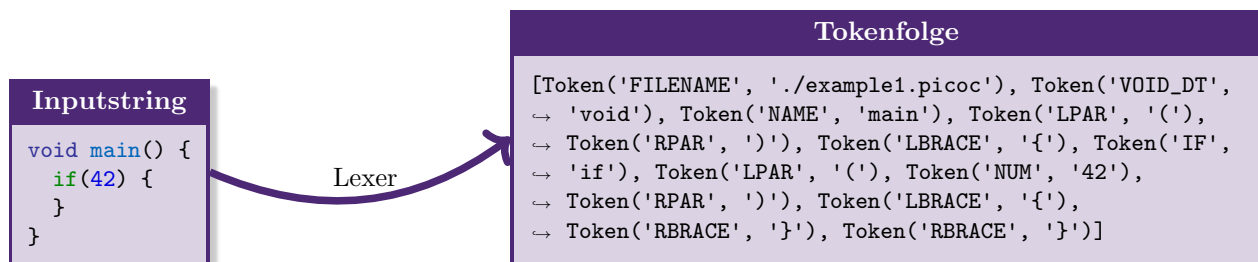 Inputstring
void main() {
  if(42) {
  }
}
Lexer
Tokenfolge
[Token('FILENAME', './example1.picoc'), Token('VOID_DT',
↪ 'void'), Token('NAME', 'main'), Token('LPAR', '('),
↪ Token('RPAR', ')'), Token('LBRACE', '{'), Token('IF',
↪ 'if'), Token('LPAR', '('), Token('NUM', '42'),
↪ Token('RPAR', ')'), Token('LBRACE', '{'),
↪ Token('RBRACE', '}'), Token('RBRACE', '}')]